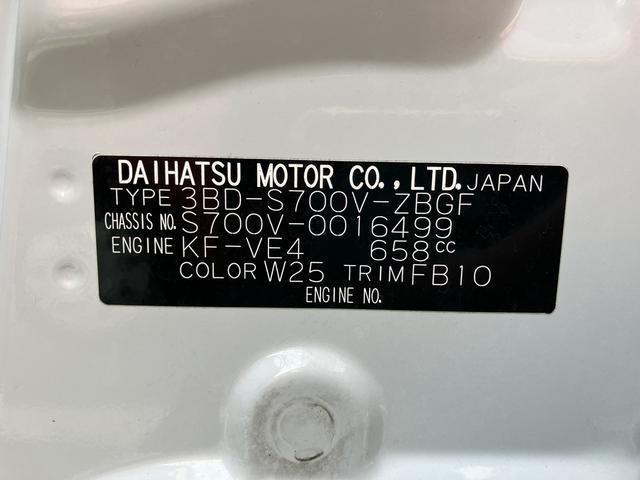 DAIHATSU MOTOR CO.,LTD. JAPAN
TYPE 3BD-S700V-ZBGF
CHASSIS NO. S700V-0016499
ENGINE KF-VE4 658cc
COLOR W25 TRIM FB10
ENGINE NO.